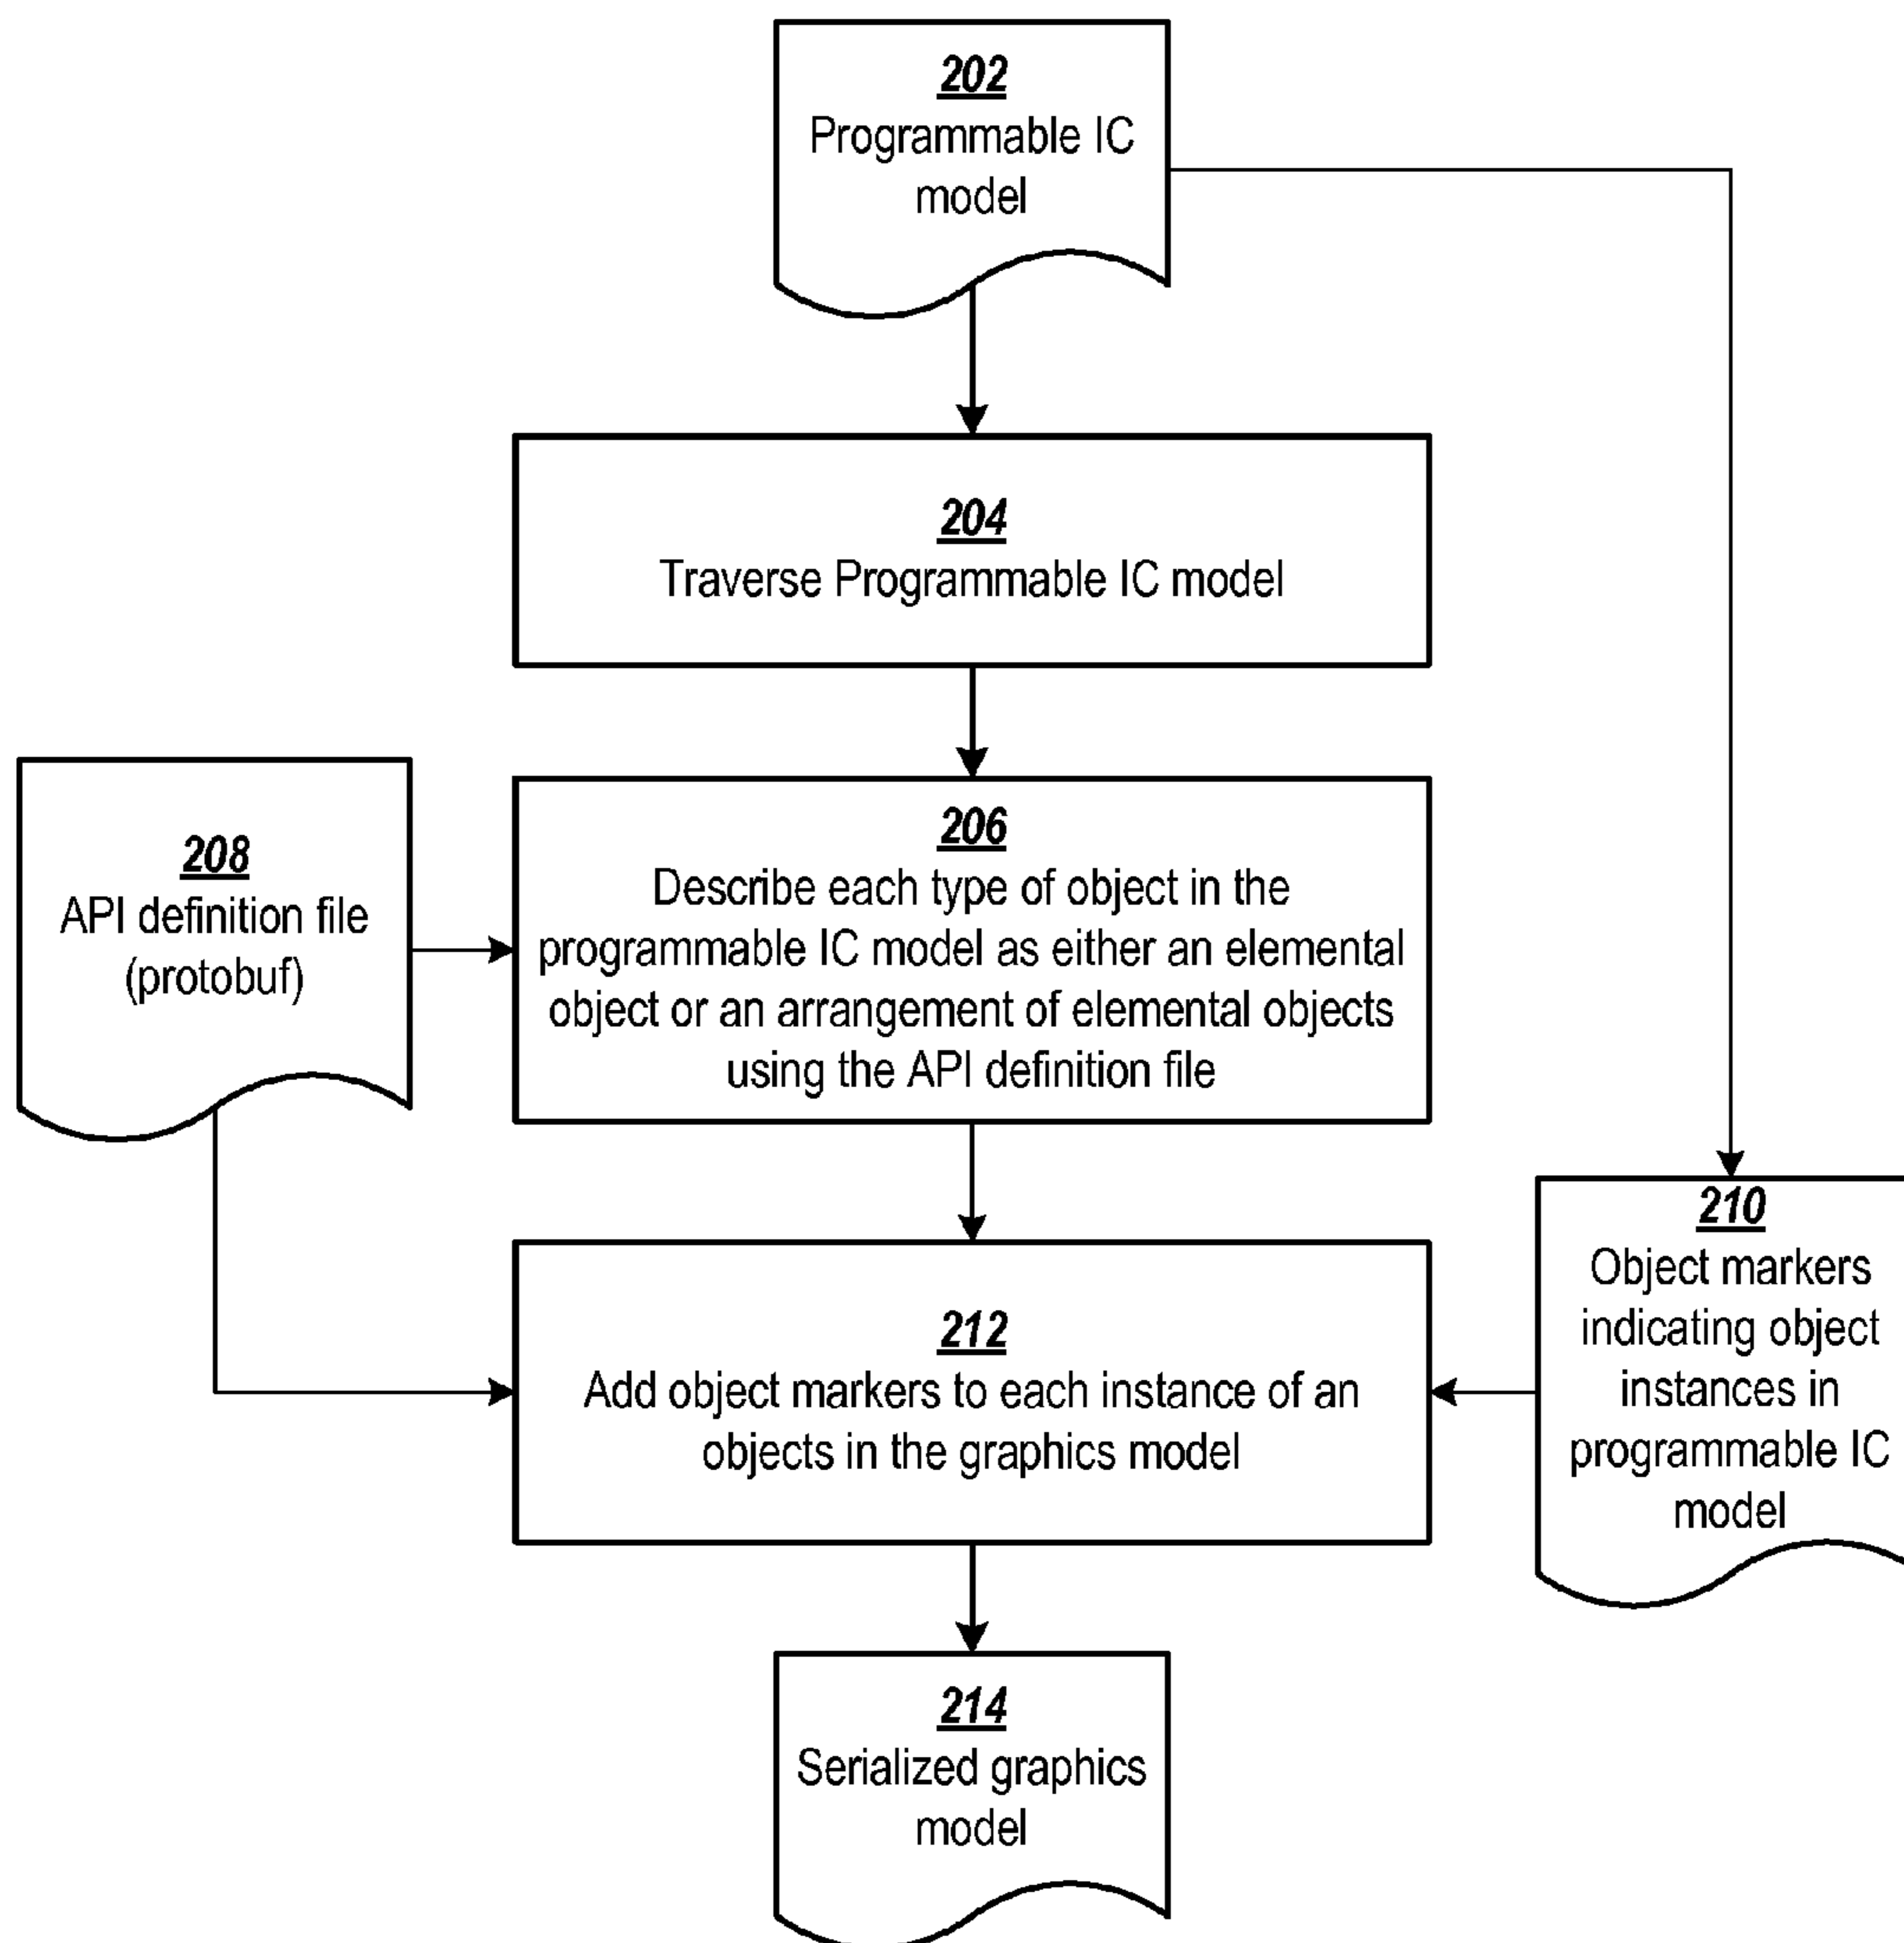 202
Programmable IC
model
204
Traverse Programmable IC model
208
API definition file
(protobuf)
206
Describe each type of object in the
programmable IC model as either an elemental
object or an arrangement of elemental objects
using the API definition file
210
Object markers
indicating object
instances in
programmable IC
model
212
Add object markers to each instance of an
objects in the graphics model
214
Serialized graphics
model